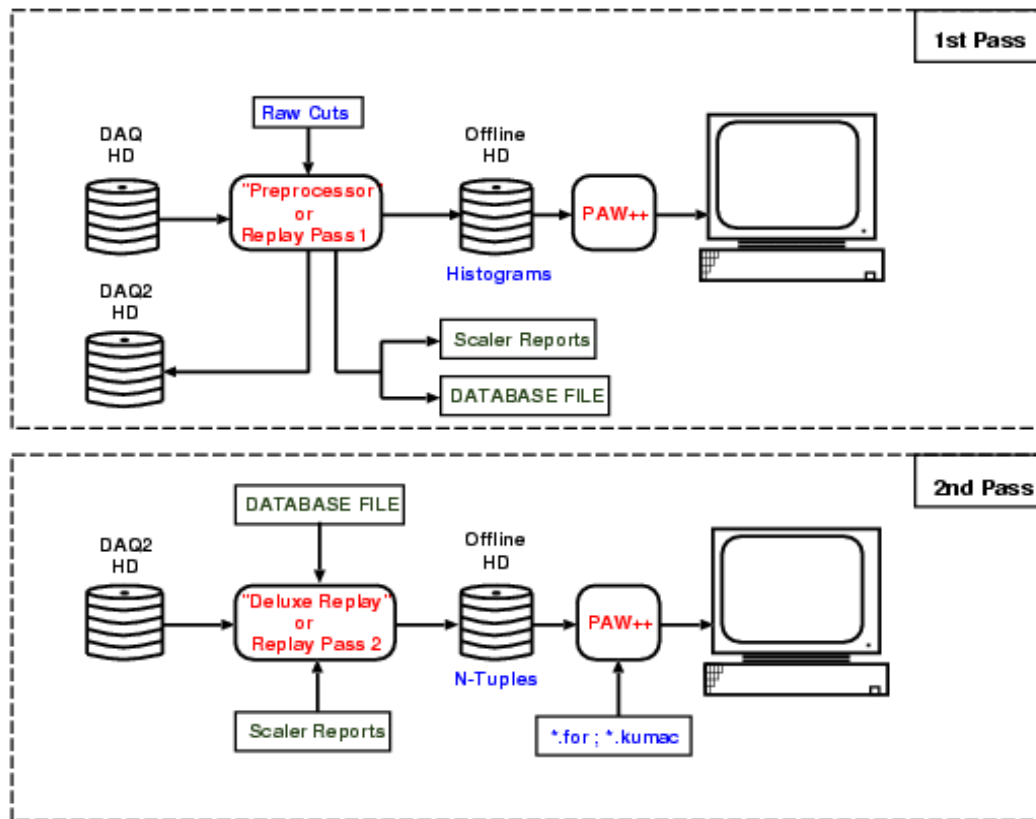 1st Pass
Raw Cuts
DAQ
HD
Offline
HD
"Preprocessor"
or
Replay Pass 1
PAW++
Histograms
DAQ2
HD
Scaler Reports
DATABASE FILE
2nd Pass
DATABASE FILE
DAQ2
HD
Offline
HD
"Deluxe Replay"
or
Replay Pass 2
PAW++
N-Tuples
Scaler Reports
*.for ; *.kumac